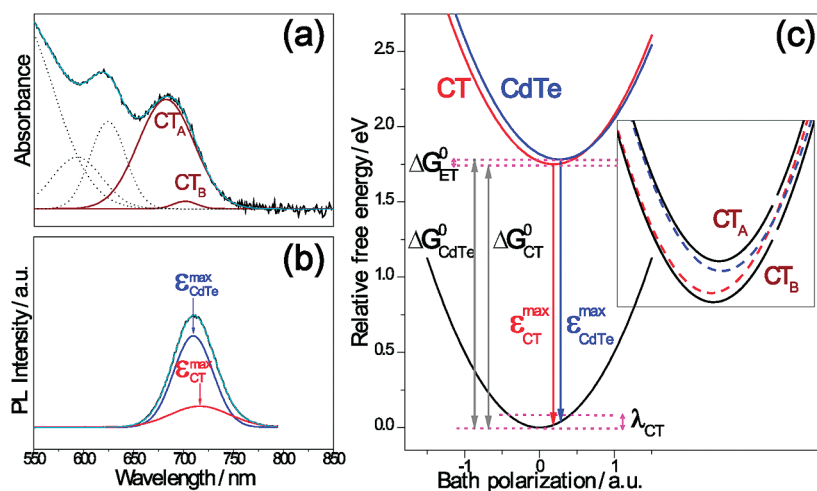 (a)
Absorbance
CT_A
CT_B
(b)
PL Intensity / a.u.
ε^max_CdTe
ε^max_CT
550 600 650 700 750 800 850
Wavelength / nm
(c)
Relative free energy / eV
2.5
2.0
1.5
1.0
0.5
0.0
CT CdTe
ΔG^0_ET
ΔG^0_CdTe
ΔG^0_CT
ε^max_CT
ε^max_CdTe
λ_CT
CT_A
CT_B
-1 0 1
Bath polarization / a.u.